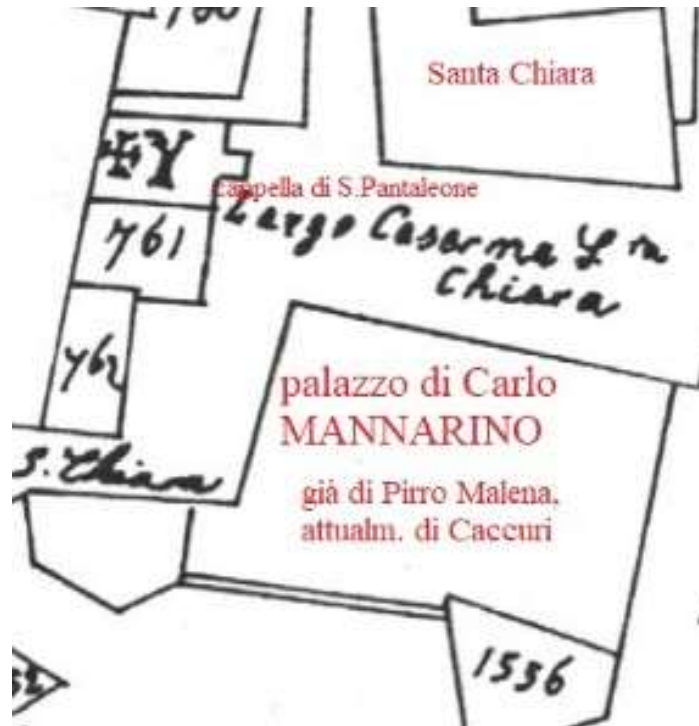 Santa Chiara
cappella di S.Pantaleone
Largo Caserma S.ta
Chiara
761
762
palazzo di Carlo
MANNARINO
già di Pirro Malena,
attualm. di Caccuri
S. Chiara
1556